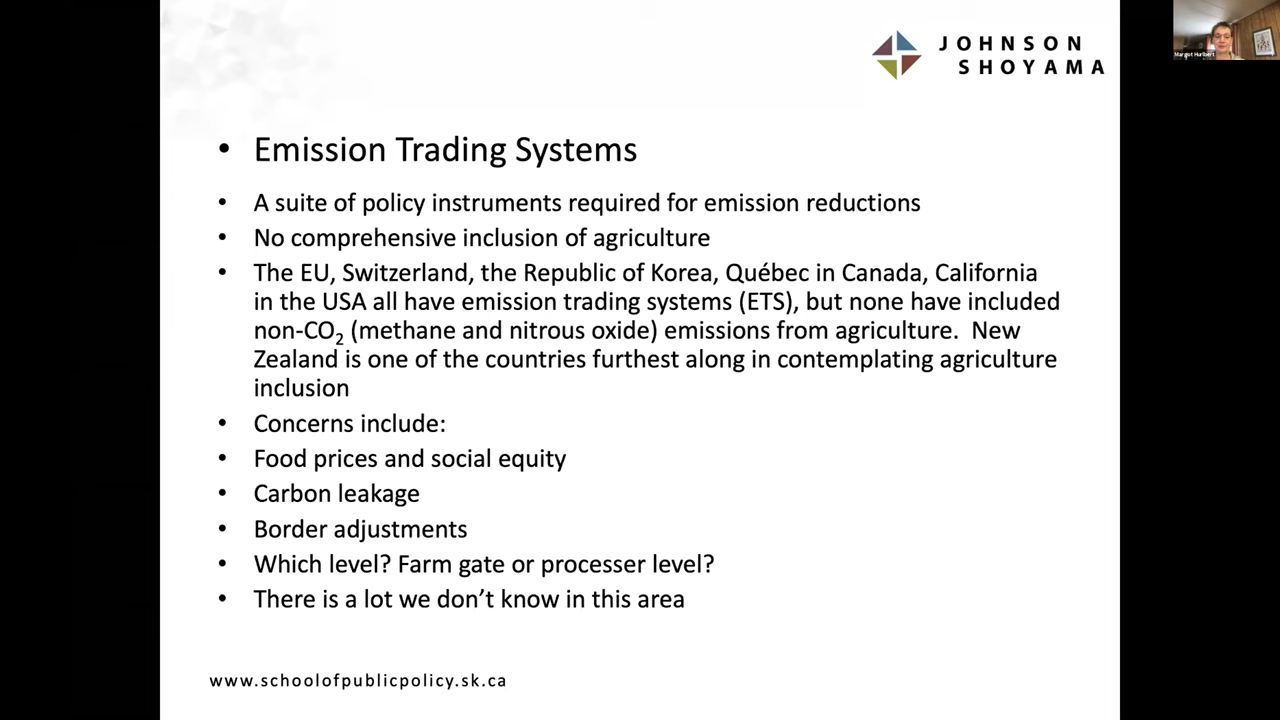 JOHNSON
SHOYAMA
Margot Hurlbert
• Emission Trading Systems
• A suite of policy instruments required for emission reductions
• No comprehensive inclusion of agriculture
• The EU, Switzerland, the Republic of Korea, Québec in Canada, California
in the USA all have emission trading systems (ETS), but none have included
non-CO₂ (methane and nitrous oxide) emissions from agriculture.  New
Zealand is one of the countries furthest along in contemplating agriculture
inclusion
• Concerns include:
• Food prices and social equity
• Carbon leakage
• Border adjustments
• Which level? Farm gate or processer level?
• There is a lot we don’t know in this area
www.schoolofpublicpolicy.sk.ca